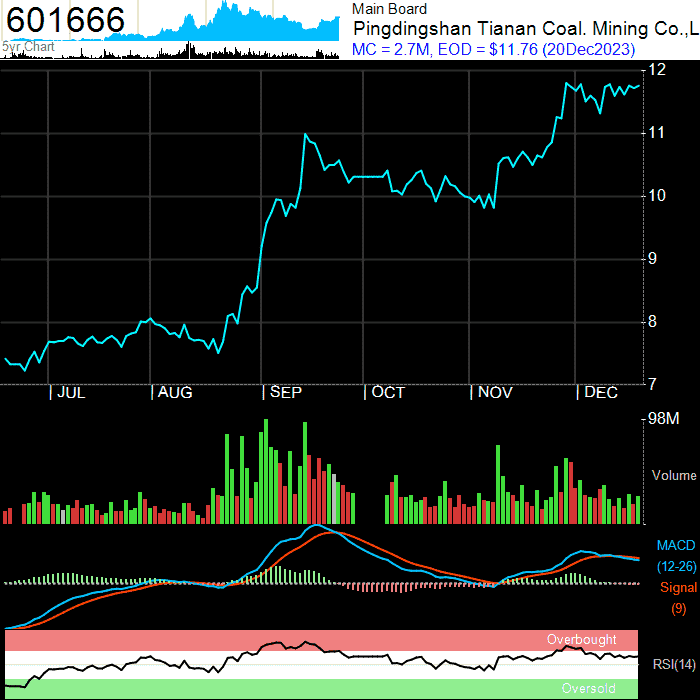 601666
5yr Chart
Main Board
Pingdingshan Tianan Coal. Mining Co.,L
MC = 2.7M, EOD = $11.76 (20Dec2023)
12
11
10
9
8
7
| JUL | AUG | SEP | OCT | NOV | DEC
98M
Volume
MACD
(12-26)
Signal
(9)
Overbought
RSI(14)
Oversold